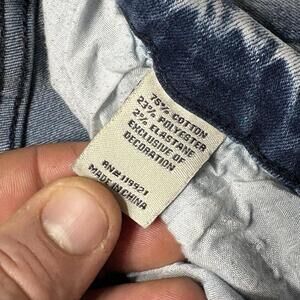 75% COTTON
23% POLYESTER
2% ELASTANE
EXCLUSIVE OF
DECORATION
RN# 119921
MADE IN CHINA